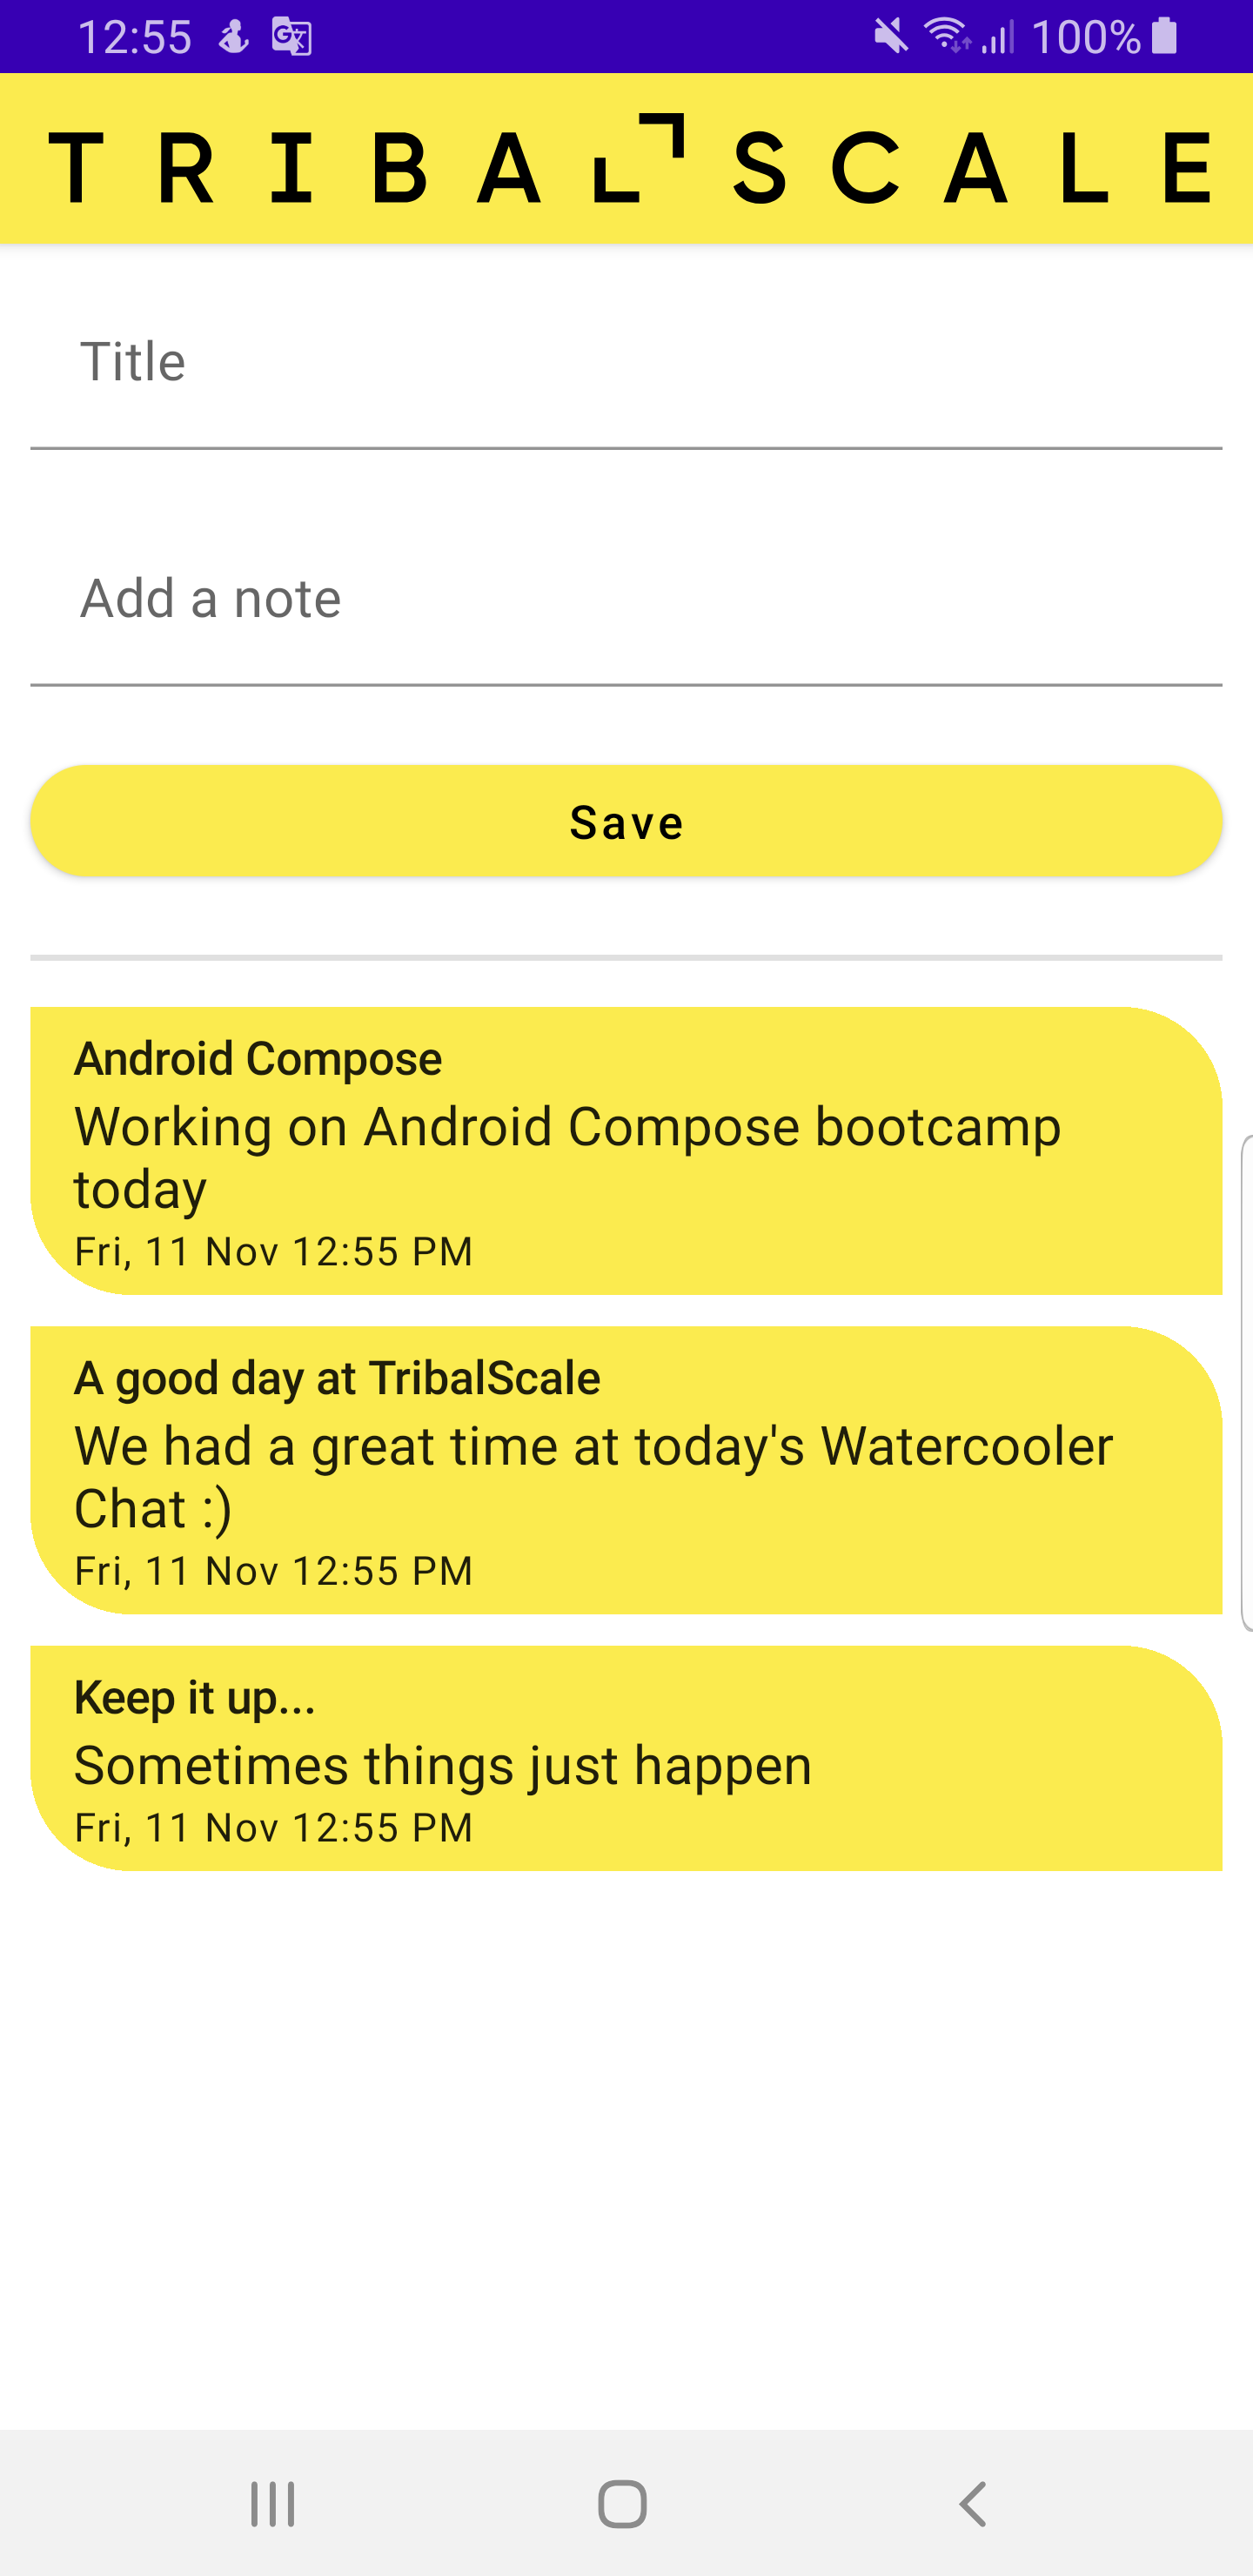 12:55
100%
TRIBALSCALE
Title
Add a note
Save
Android Compose
Working on Android Compose bootcamp
today
Fri, 11 Nov 12:55 PM
A good day at TribalScale
We had a great time at today's Watercooler
Chat :)
Fri, 11 Nov 12:55 PM
Keep it up...
Sometimes things just happen
Fri, 11 Nov 12:55 PM